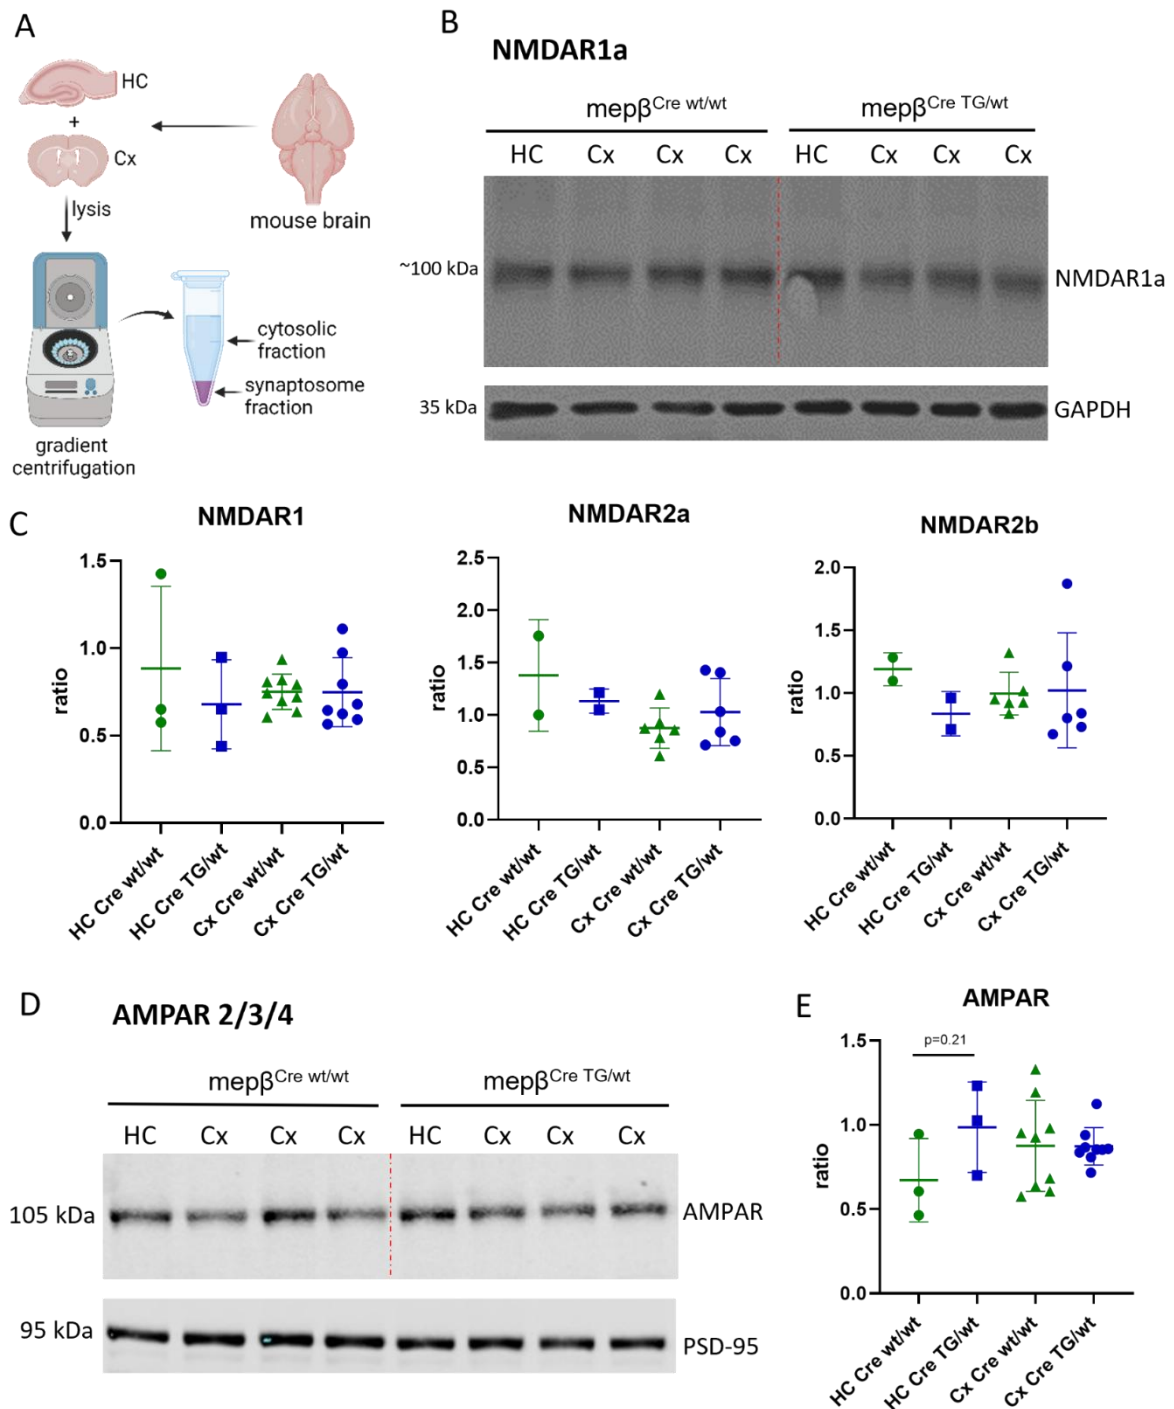 A
HC
+
Cx
lysis
mouse brain
cytosolic
fraction
synaptosome
fraction
gradient
centrifugation
B
NMDAR1a
mepβCre wt/wt mepβCre TG/wt
HC Cx Cx Cx HC Cx Cx Cx
~100 kDa NMDAR1a
35 kDa GAPDH
C
NMDAR1
ratio
1.5
1.0
0.5
0.0
HC Cre wt/wt
HC Cre TG/wt
Cx Cre wt/wt
Cx Cre TG/wt
NMDAR2a
ratio
2.5
2.0
1.5
1.0
0.5
0.0
HC Cre wt/wt
HC Cre TG/wt
Cx Cre wt/wt
Cx Cre TG/wt
NMDAR2b
ratio
2.0
1.5
1.0
0.5
0.0
HC Cre wt/wt
HC Cre TG/wt
Cx Cre wt/wt
Cx Cre TG/wt
D
AMPAR 2/3/4
mepβCre wt/wt mepβCre TG/wt
HC Cx Cx Cx HC Cx Cx Cx
105 kDa AMPAR
95 kDa PSD-95
E
AMPAR
p=0.21
ratio
1.5
1.0
0.5
0.0
HC Cre wt/wt
HC Cre TG/wt
Cx Cre wt/wt
Cx Cre TG/wt